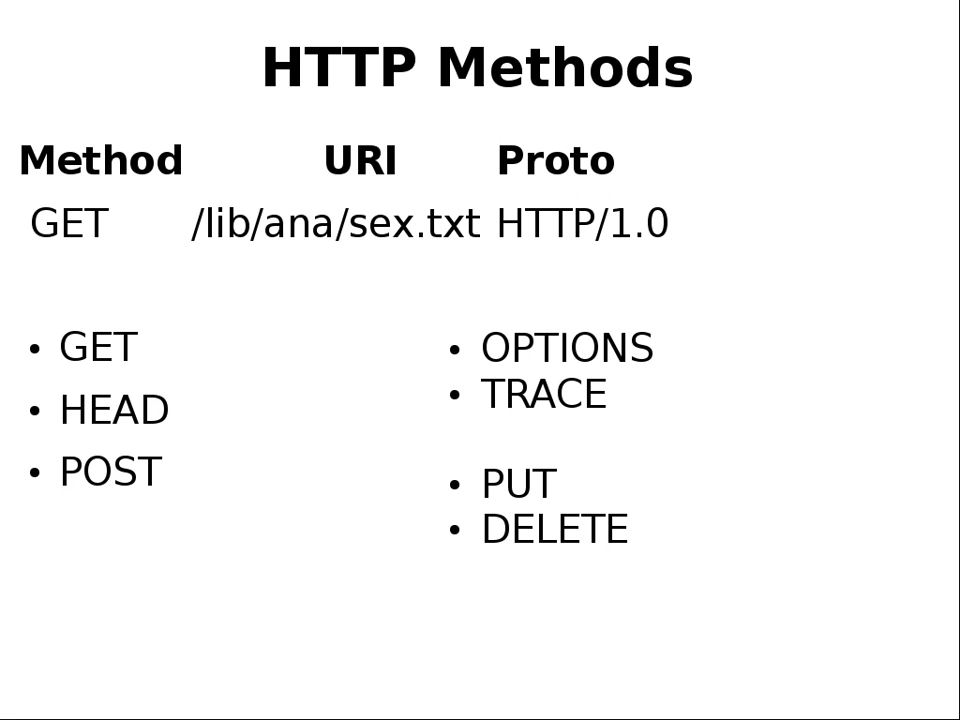 HTTP Methods
Method URI Proto
GET /lib/ana/sex.txt HTTP/1.0
• GET
• HEAD
• POST
• OPTIONS
• TRACE
• PUT
• DELETE